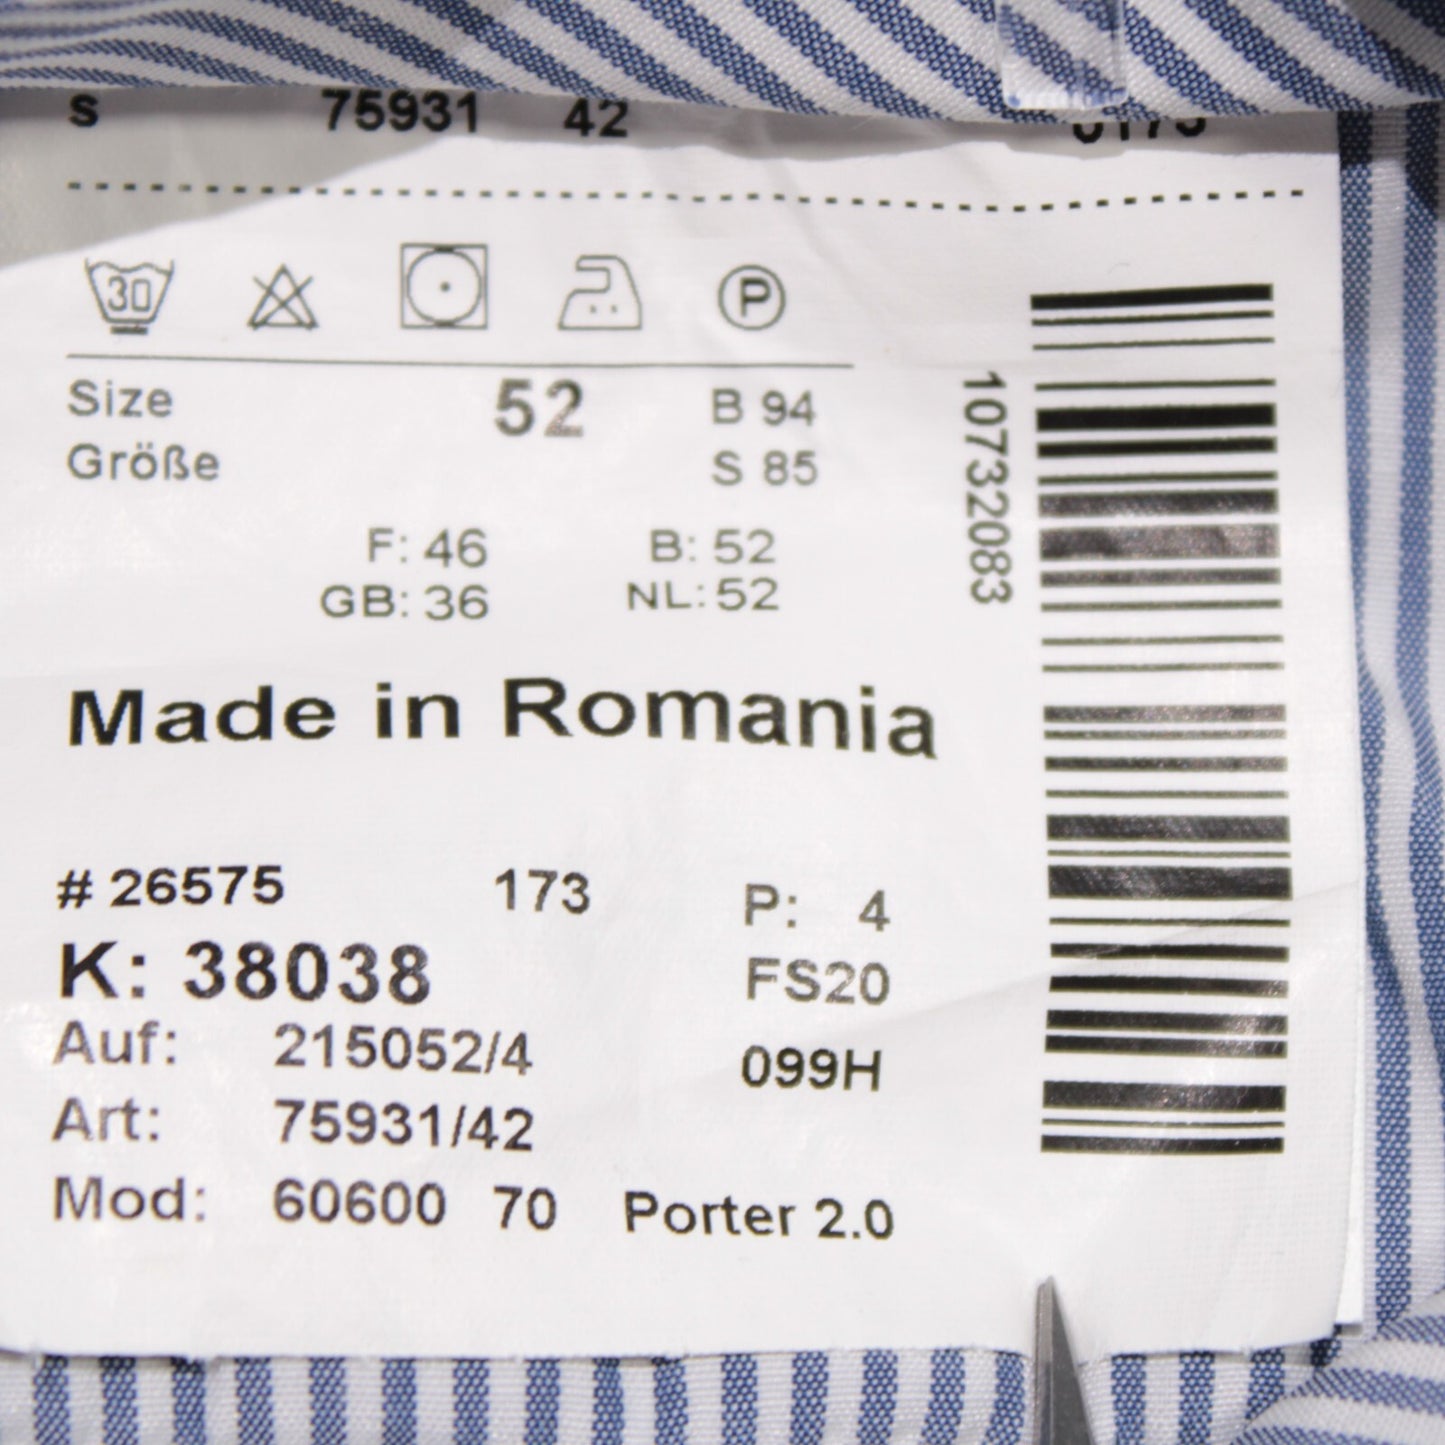 s 75931 42
30 P
Size 52 B 94
Größe S 85
F: 46 B: 52
GB: 36 NL: 52
Made in Romania
# 26575 173 P: 4
K: 38038 FS20
Auf: 215052/4 099H
Art: 75931/42
Mod: 60600 70 Porter 2.0
10732083